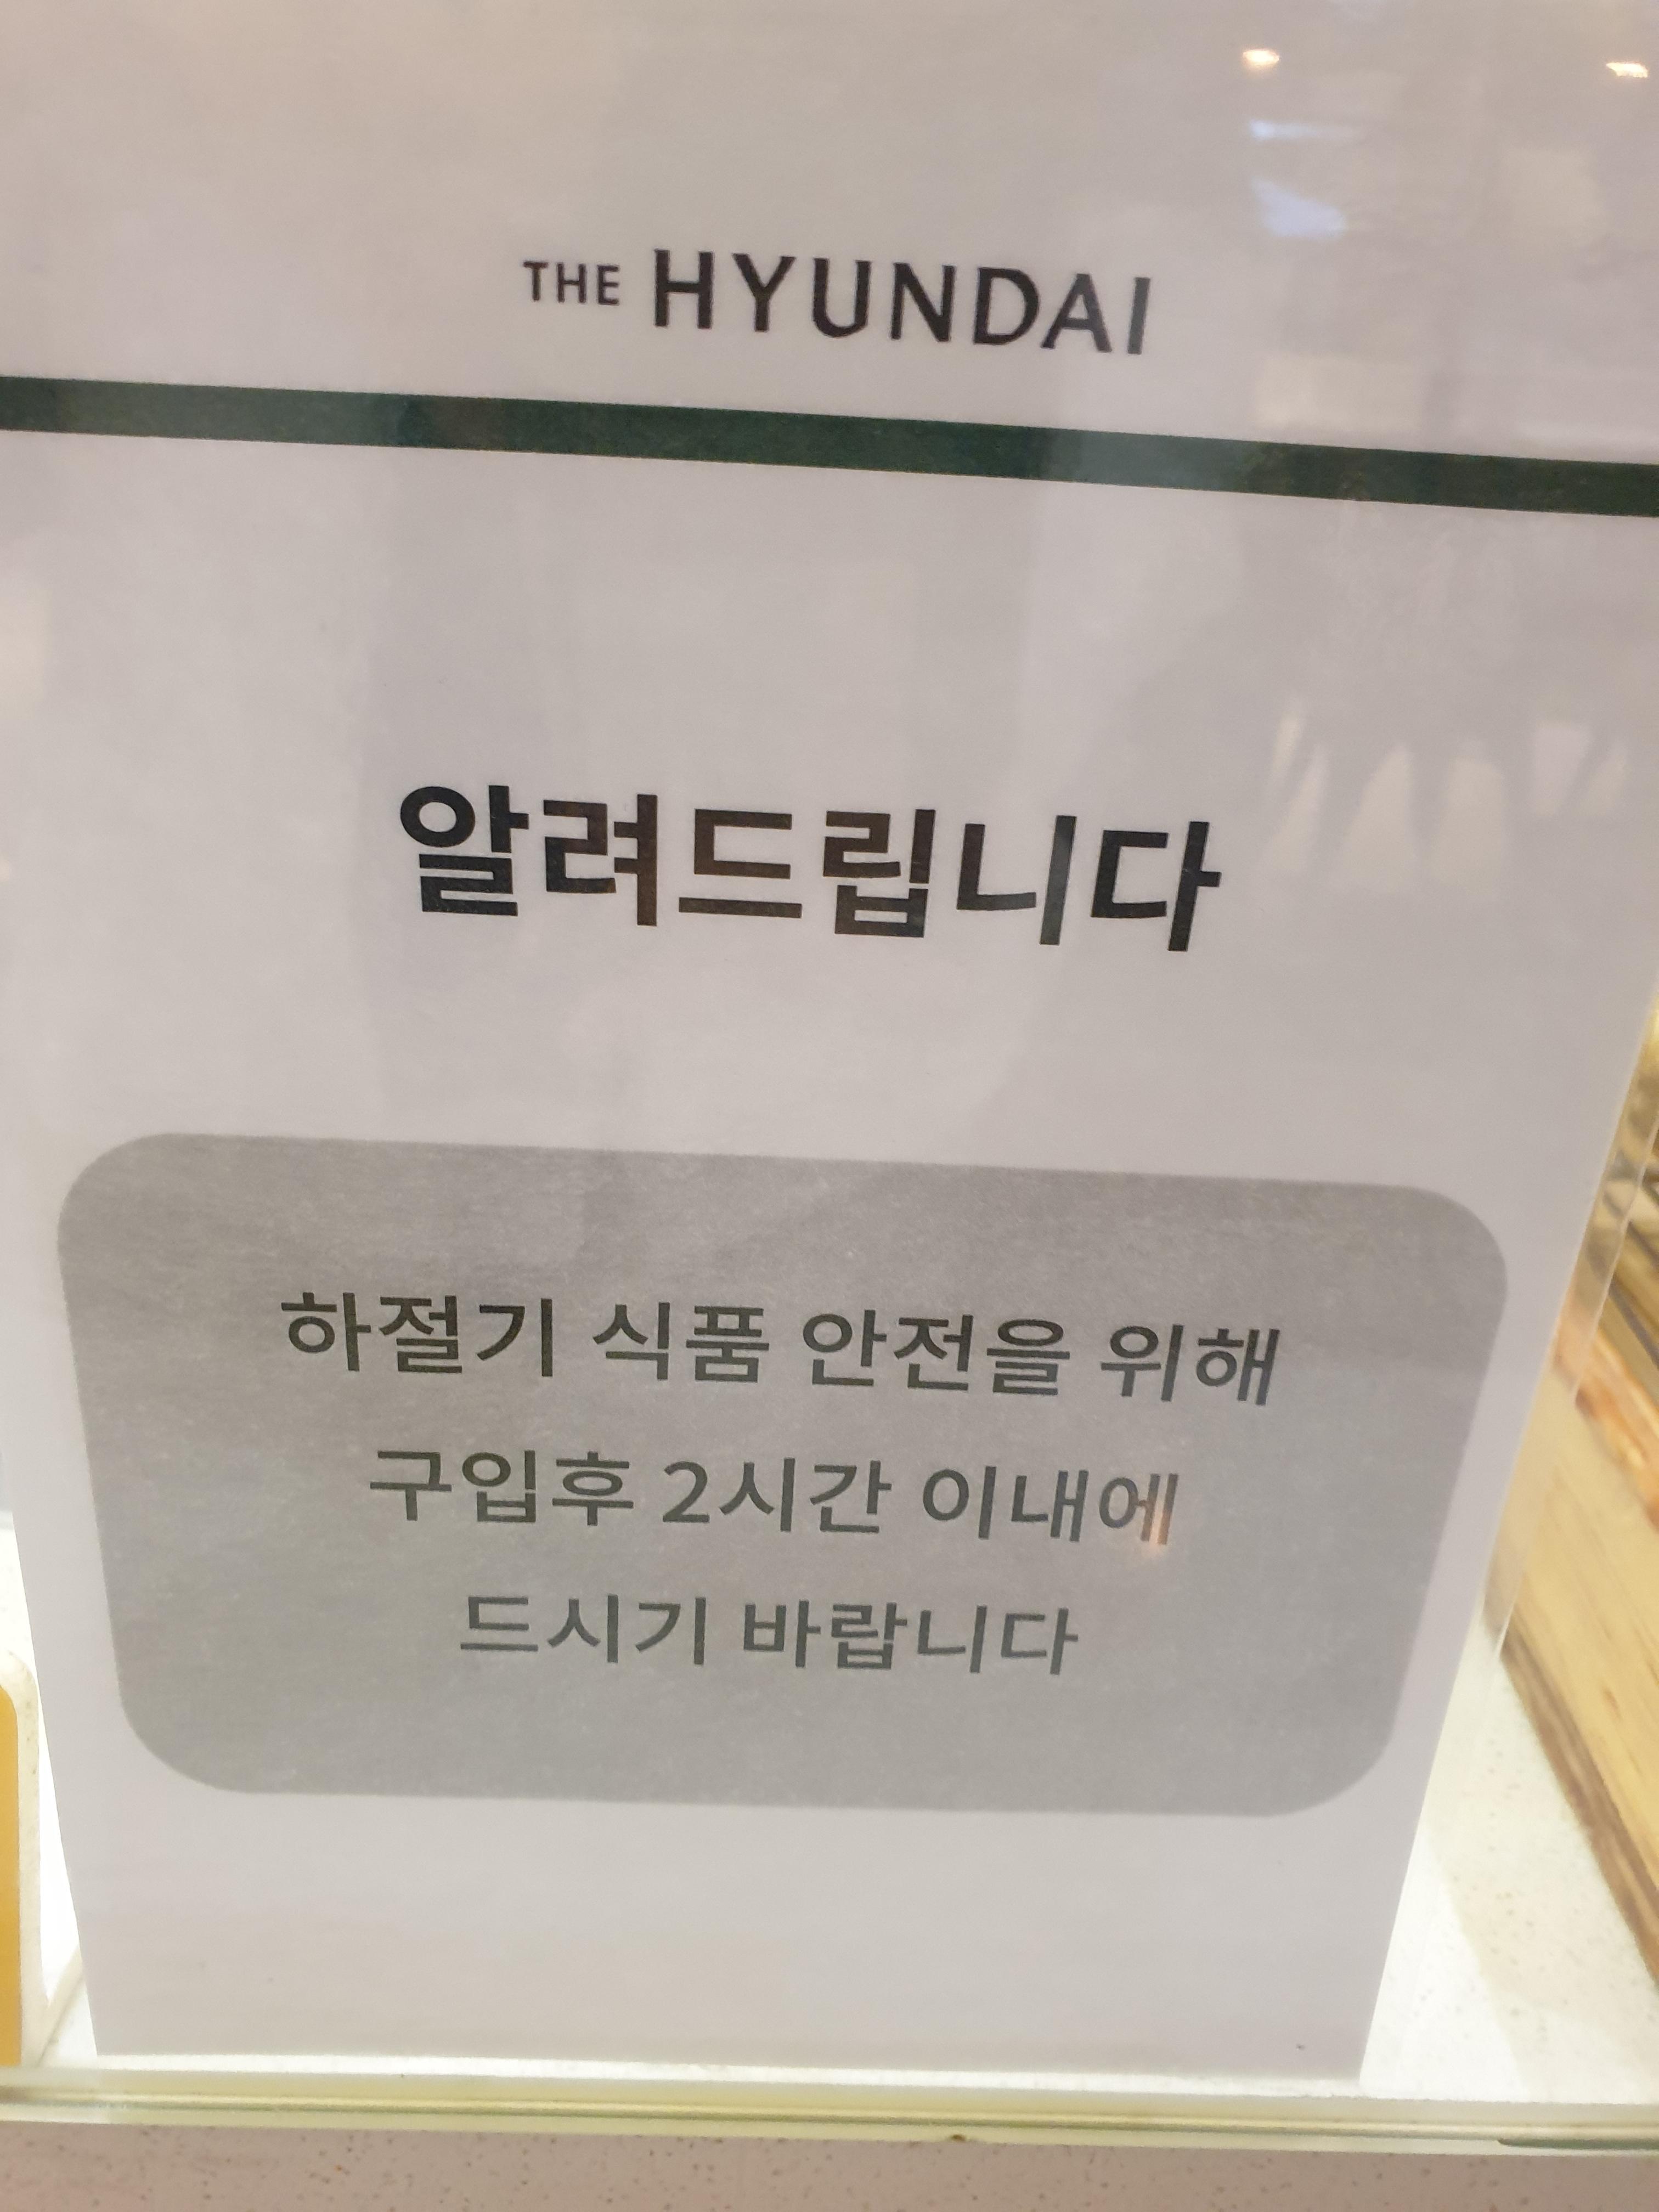 THE HYUNDAI
알려드립니다
하절기 식품 안전을 위해
구입후 2시간 이내에
드시기 바랍니다